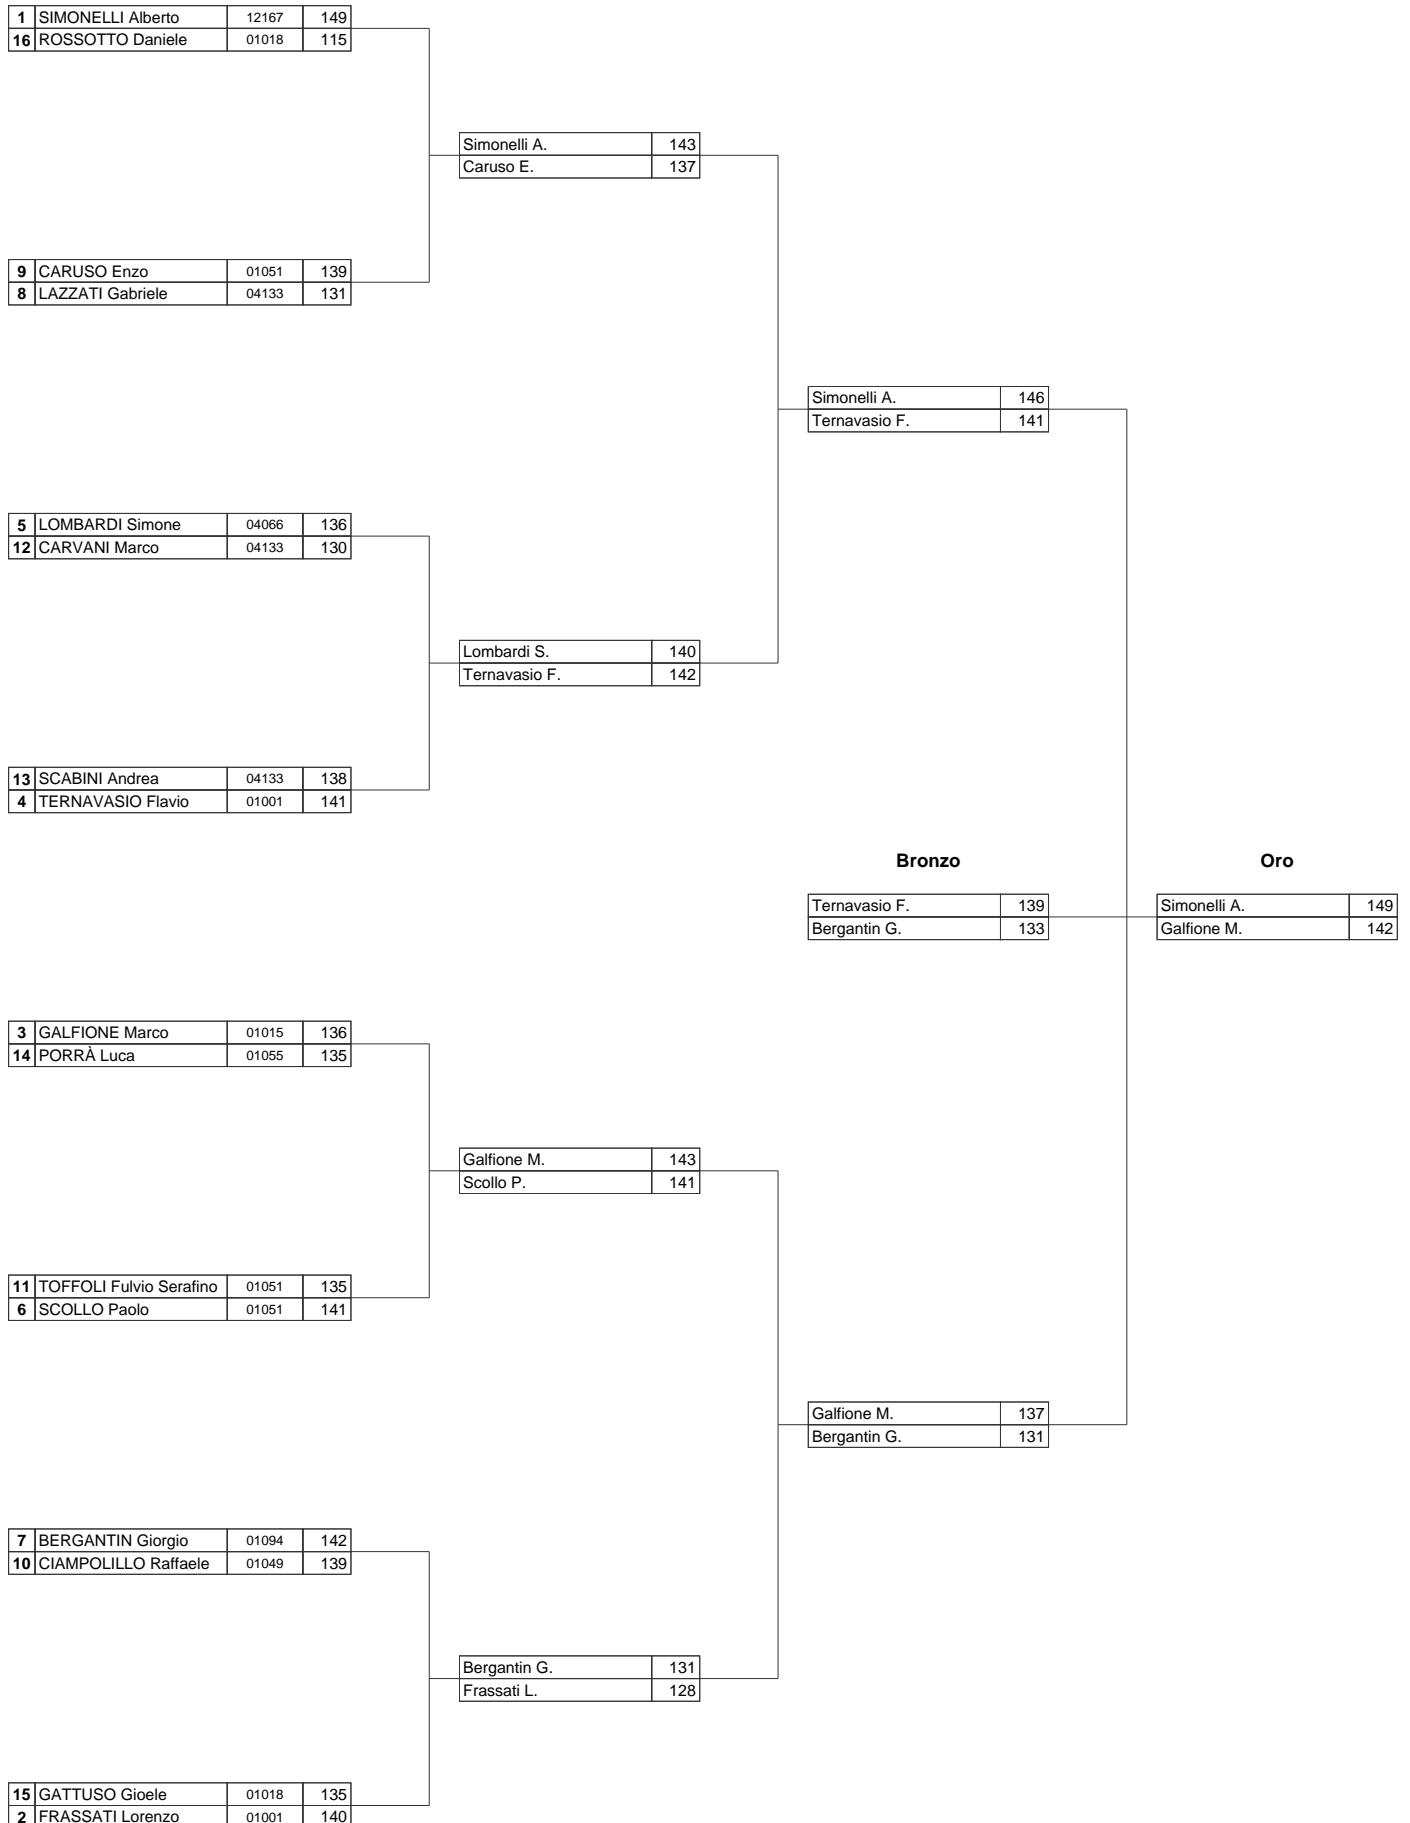 1 SIMONELLI Alberto 12167 149
16 ROSSOTTO Daniele 01018 115
Simonelli A. 143
Caruso E. 137
9 CARUSO Enzo 01051 139
8 LAZZATI Gabriele 04133 131
Simonelli A. 146
Ternavasio F. 141
5 LOMBARDI Simone 04066 136
12 CARVANI Marco 04133 130
Lombardi S. 140
Ternavasio F. 142
13 SCABINI Andrea 04133 138
4 TERNAVASIO Flavio 01001 141
Bronzo Oro
Ternavasio F. 139 Simonelli A. 149
Bergantin G. 133 Galfione M. 142
3 GALFIONE Marco 01015 136
14 PORRÀ Luca 01055 135
Galfione M. 143
Scollo P. 141
11 TOFFOLI Fulvio Serafino 01051 135
6 SCOLLO Paolo 01051 141
Galfione M. 137
Bergantin G. 131
7 BERGANTIN Giorgio 01094 142
10 CIAMPOLILLO Raffaele 01049 139
Bergantin G. 131
Frassati L. 128
15 GATTUSO Gioele 01018 135
2 FRASSATI Lorenzo 01001 140